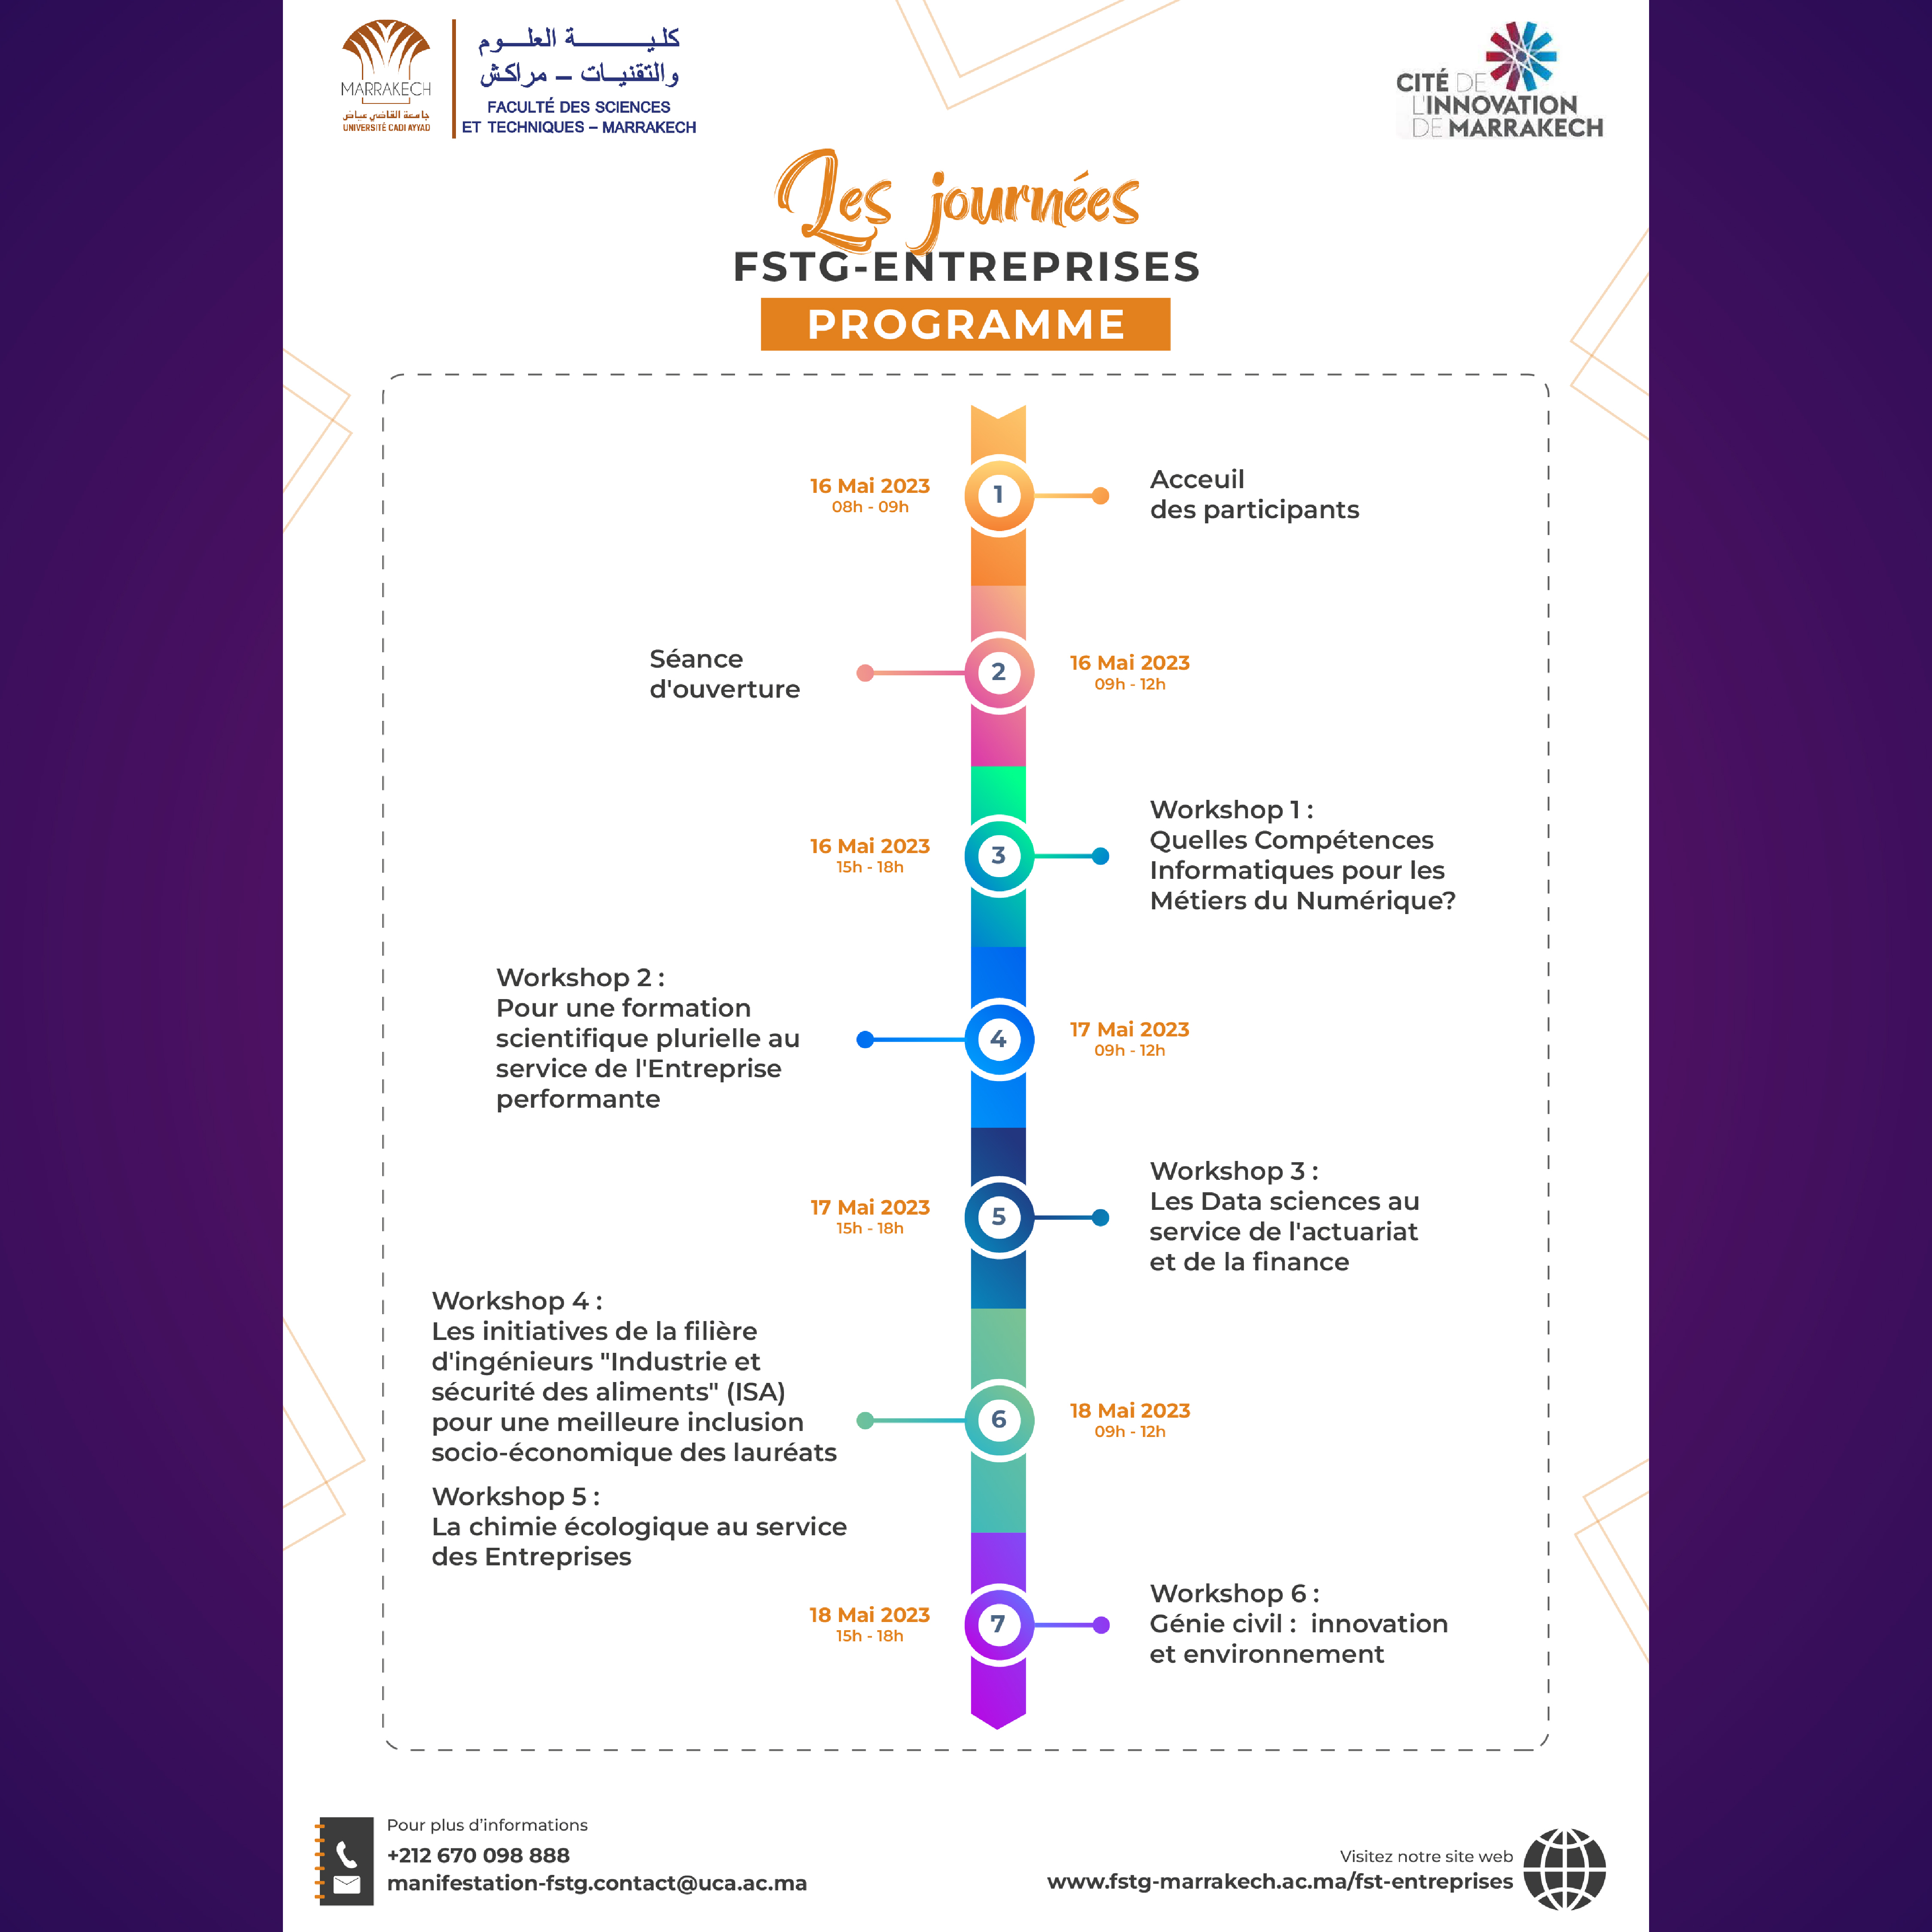 MARRAKECH
جامعة القاضي عياض
UNIVERSITÉ CADI AYYAD
كليـــــة العلـــوم
والتقنيـات – مراكش
FACULTÉ DES SCIENCES
ET TECHNIQUES – MARRAKECH
CITÉ DE
L'INNOVATION
DE MARRAKECH
Les journées
FSTG-ENTREPRISES
PROGRAMME
16 Mai 2023
08h - 09h
1
Acceuil
des participants
Séance
d'ouverture
2
16 Mai 2023
09h - 12h
16 Mai 2023
15h - 18h
3
Workshop 1 :
Quelles Compétences
Informatiques pour les
Métiers du Numérique?
Workshop 2 :
Pour une formation
scientifique plurielle au
service de l'Entreprise
performante
4
17 Mai 2023
09h - 12h
17 Mai 2023
15h - 18h
5
Workshop 3 :
Les Data sciences au
service de l'actuariat
et de la finance
Workshop 4 :
Les initiatives de la filière
d'ingénieurs "Industrie et
sécurité des aliments" (ISA)
pour une meilleure inclusion
socio-économique des lauréats
Workshop 5 :
La chimie écologique au service
des Entreprises
6
18 Mai 2023
09h - 12h
18 Mai 2023
15h - 18h
7
Workshop 6 :
Génie civil :  innovation
et environnement
Pour plus d'informations
+212 670 098 888
manifestation-fstg.contact@uca.ac.ma
Visitez notre site web
www.fstg-marrakech.ac.ma/fst-entreprises